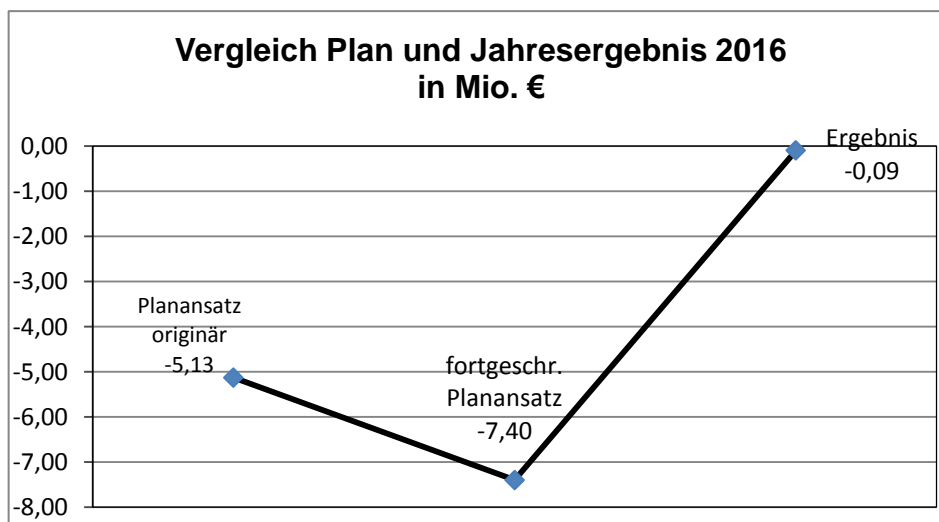 Vergleich Plan und Jahresergebnis 2016
in Mio. €
0,00
-1,00
-2,00
-3,00
-4,00
-5,00
-6,00
-7,00
-8,00
Planansatz
originär
-5,13
fortgeschr.
Planansatz
-7,40
Ergebnis
-0,09